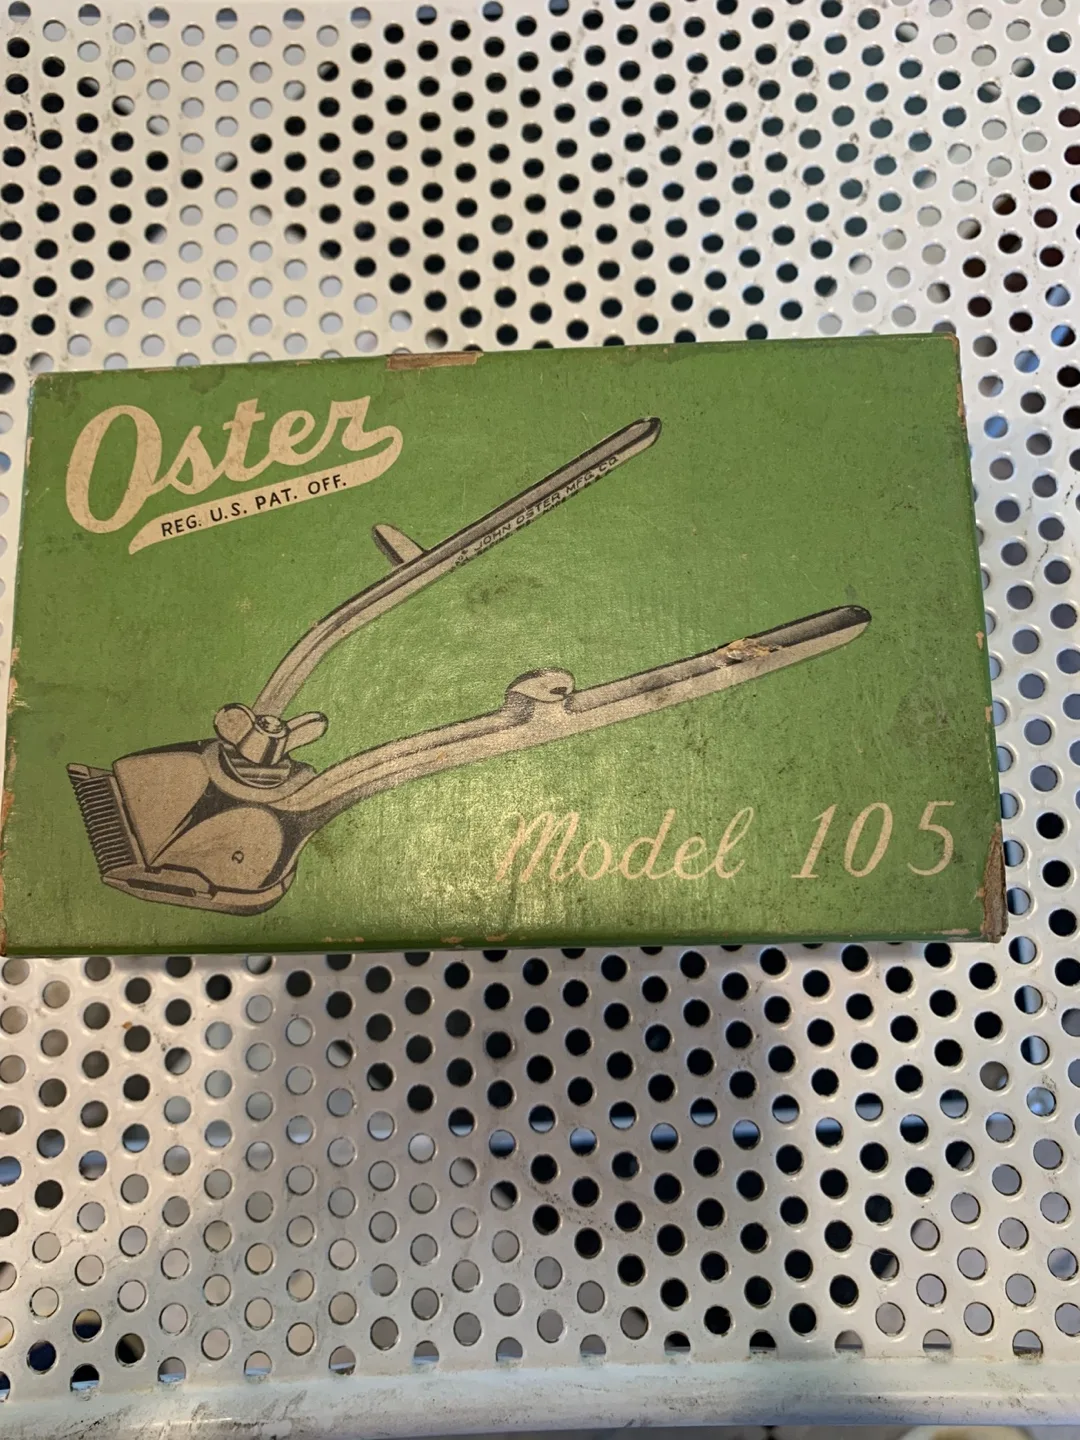 Oster
REG. U.S. PAT. OFF.
JOHN OSTER MFG. CO.
Model 105